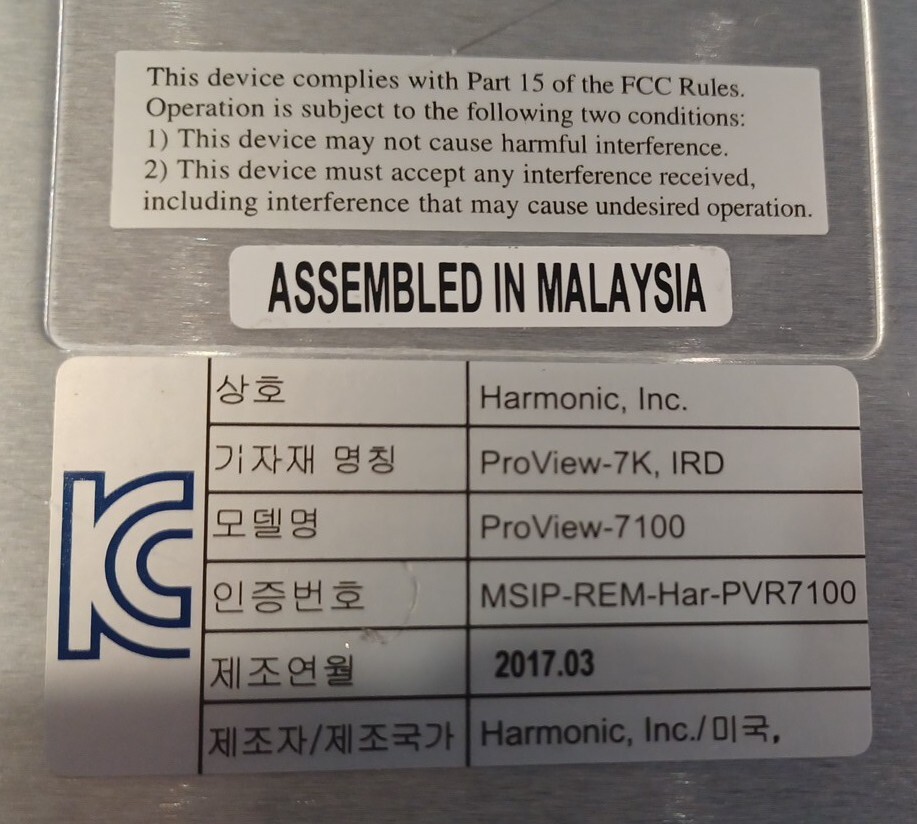 This device complies with Part 15 of the FCC Rules.
Operation is subject to the following two conditions:
1) This device may not cause harmful interference.
2) This device must accept any interference received,
including interference that may cause undesired operation.
ASSEMBLED IN MALAYSIA
KC
상호 Harmonic, Inc.
기자재 명칭 ProView-7K, IRD
모델명 ProView-7100
인증번호 MSIP-REM-Har-PVR7100
제조연월 2017.03
제조자/제조국가 Harmonic, Inc./미국,